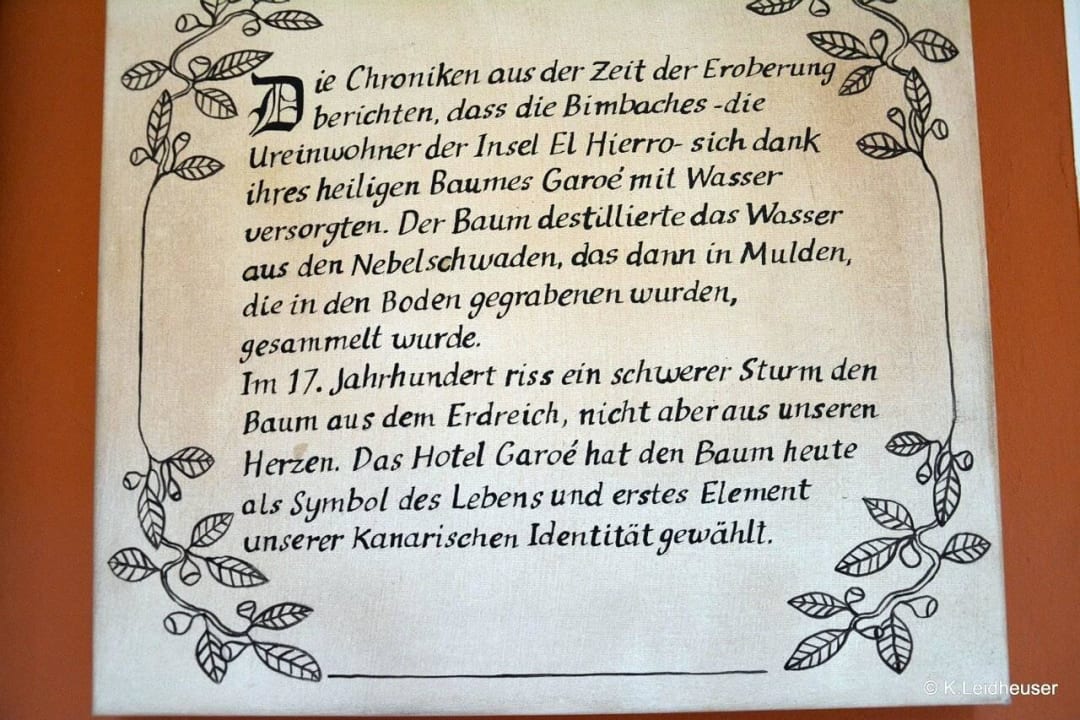 Die Chroniken aus der Zeit der Eroberung
berichten, dass die Bimbaches -die
Ureinwohner der Insel El Hierro- sich dank
ihres heiligen Baumes Garoé mit Wasser
versorgten. Der Baum destillierte das Wasser
aus den Nebelschwaden, das dann in Mulden,
die in den Boden gegrabenen wurden,
gesammelt wurde.
Im 17. Jahrhundert riss ein schwerer Sturm den
Baum aus dem Erdreich, nicht aber aus unseren
Herzen. Das Hotel Garoé hat den Baum heute
als Symbol des Lebens und erstes Element
unserer Kanarischen Identität gewählt.
© K.Leidheuser